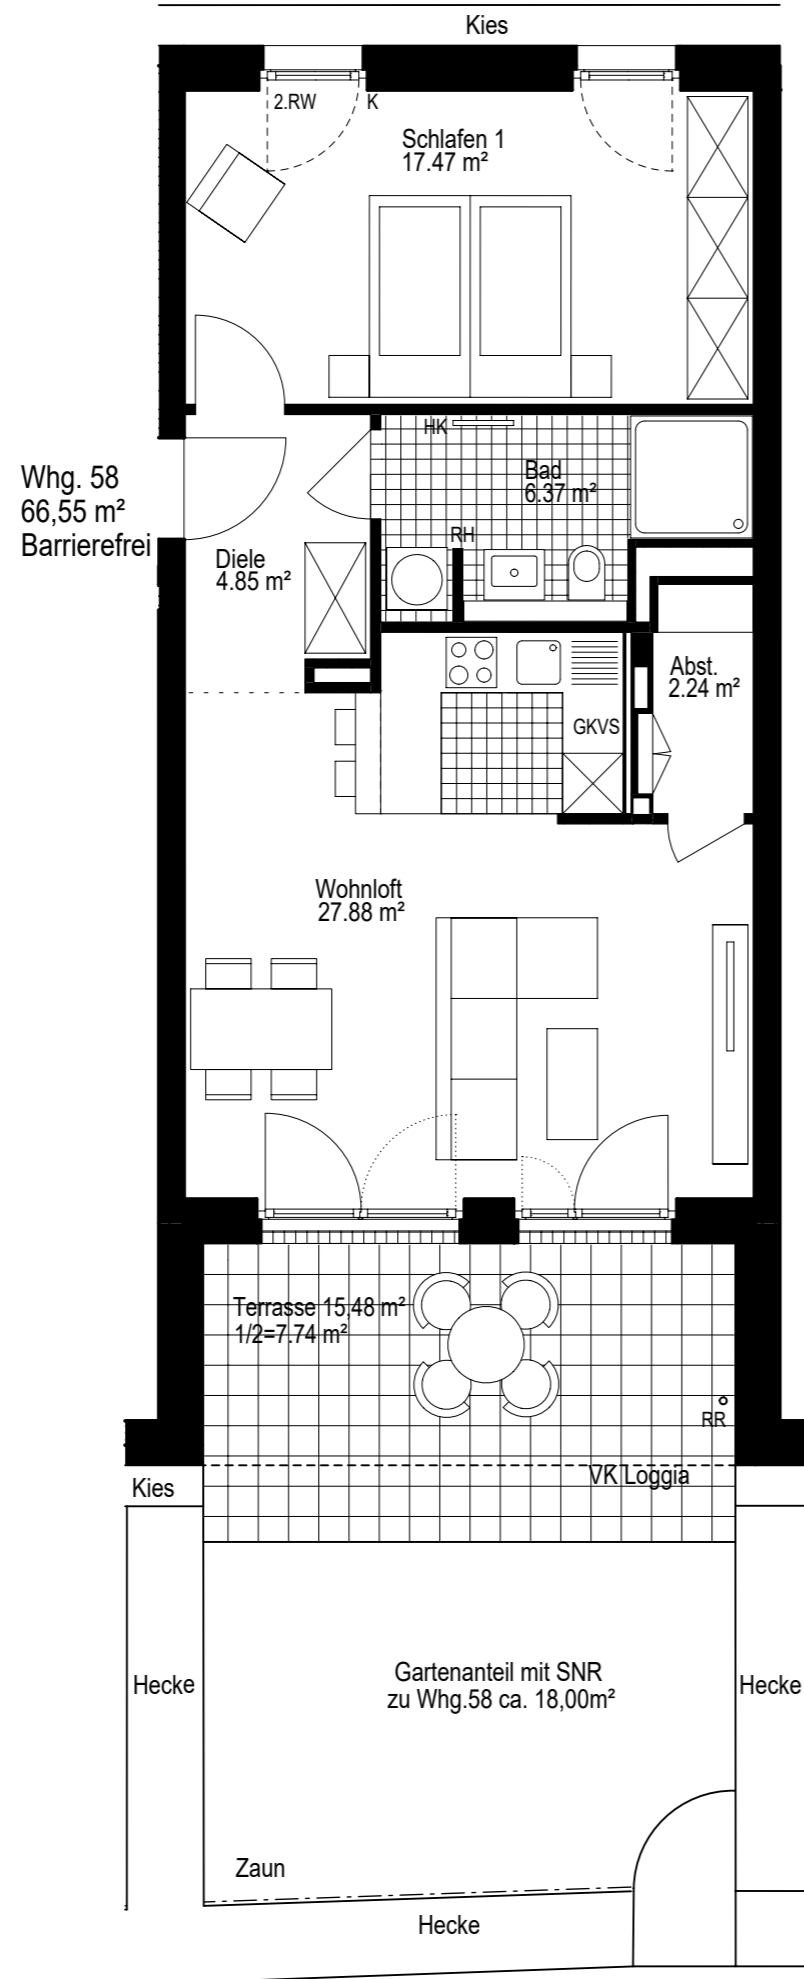 Kies
2.RW
K
Schlafen 1
17.47 m²
HK
Bad
6.37 m²
Whg. 58
66,55 m²
Barrierefrei
RH
Diele
4.85 m²
Abst.
2.24 m²
GKVS
Wohnloft
27.88 m²
Terrasse 15,48 m²
1/2=7.74 m²
RR
VK Loggia
Kies
Gartenanteil mit SNR
zu Whg.58 ca. 18,00m²
Hecke
Hecke
Zaun
Hecke